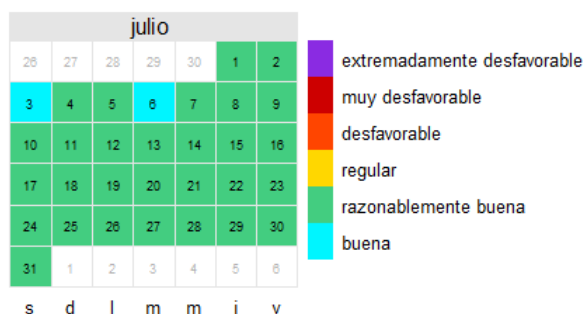 julio
26 27 28 29 30 1 2
3 4 5 6 7 8 9
10 11 12 13 14 15 16
17 18 19 20 21 22 23
24 25 26 27 28 29 30
31 1 2 3 4 5 6
s d l m m j v
extremadamente desfavorable
muy desfavorable
desfavorable
regular
razonablemente buena
buena